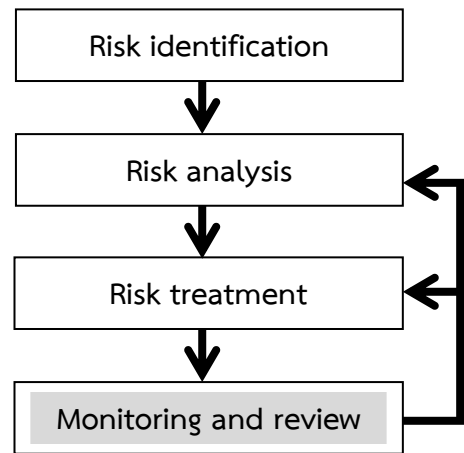 Risk identification
Risk analysis
Risk treatment
Monitoring and review